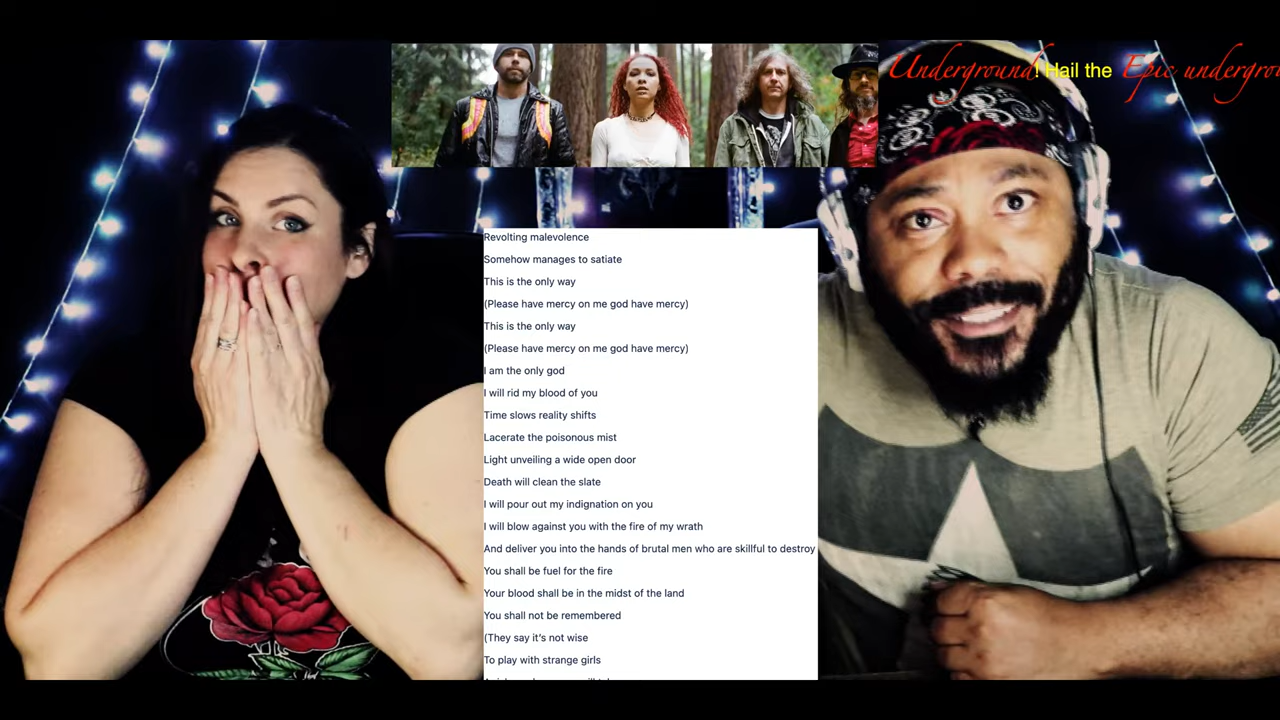 Underground! Hail the Epic undergro
Revolting malevolence
Somehow manages to satiate
This is the only way
(Please have mercy on me god have mercy)
This is the only way
(Please have mercy on me god have mercy)
I am the only god
I will rid my blood of you
Time slows reality shifts
Lacerate the poisonous mist
Light unveiling a wide open door
Death will clean the slate
I will pour out my indignation on you
I will blow against you with the fire of my wrath
And deliver you into the hands of brutal men who are skillful to destroy
You shall be fuel for the fire
Your blood shall be in the midst of the land
You shall not be remembered
(They say it’s not wise
To play with strange girls